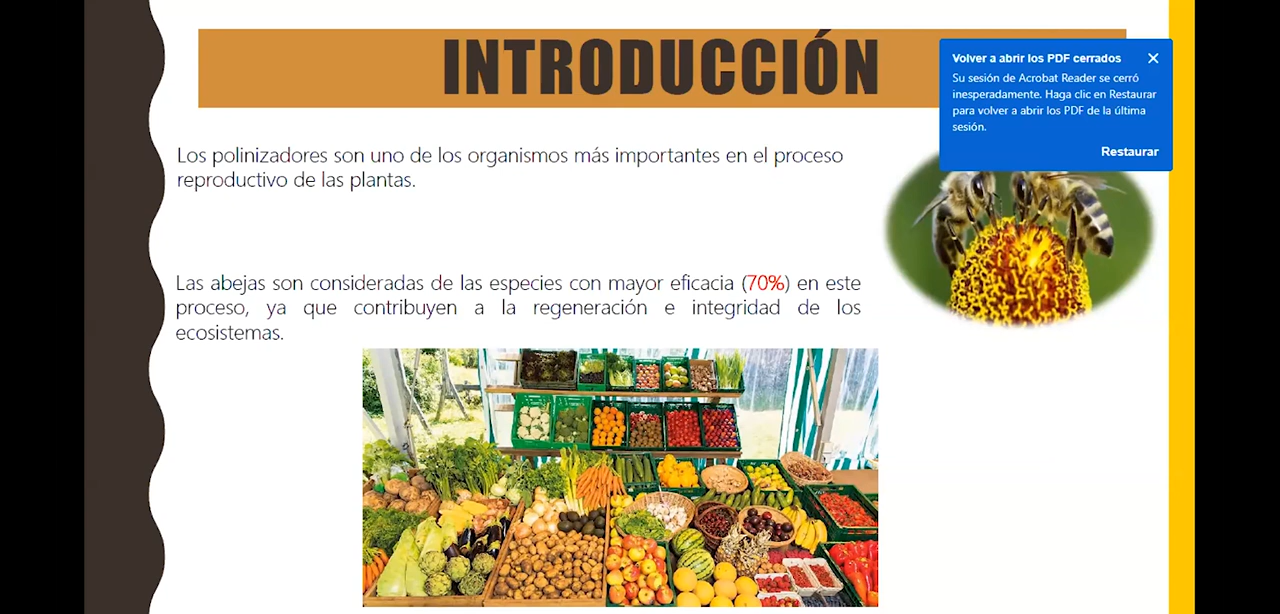 INTRODUCCIÓN
Volver a abrir los PDF cerrados
Su sesión de Acrobat Reader se cerró
inesperadamente. Haga clic en Restaurar
para volver a abrir los PDF de la última
sesión.
Restaurar
Los polinizadores son uno de los organismos más importantes en el proceso
reproductivo de las plantas.
Las abejas son consideradas de las especies con mayor eficacia (70%) en este
proceso, ya que contribuyen a la regeneración e integridad de los
ecosistemas.